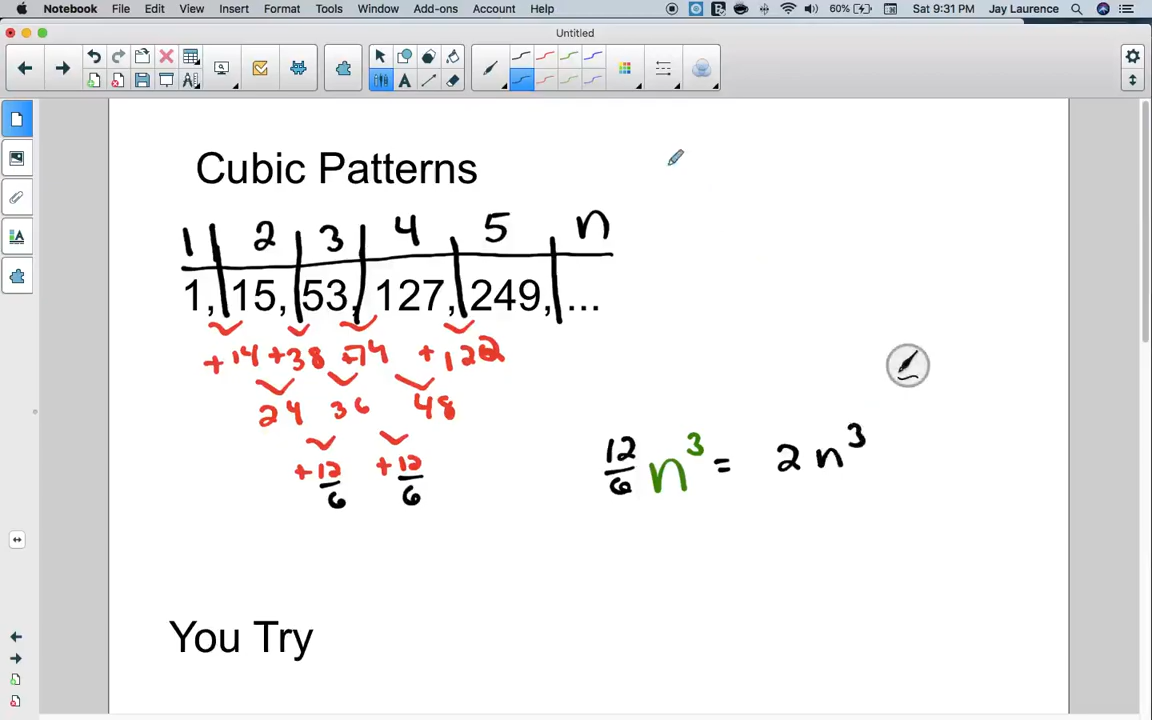 Notebook File Edit View Insert Format Tools Window Add-ons Account Help 60% Sat 9:31 PM Jay Laurence
Untitled
Cubic Patterns
1 2 3 4 5 n
1, 15, 53, 127, 249, ...
+14 +38 +74 +122
24 36 48
+12/6 +12/6
12/6 n³ = 2n³
You Try